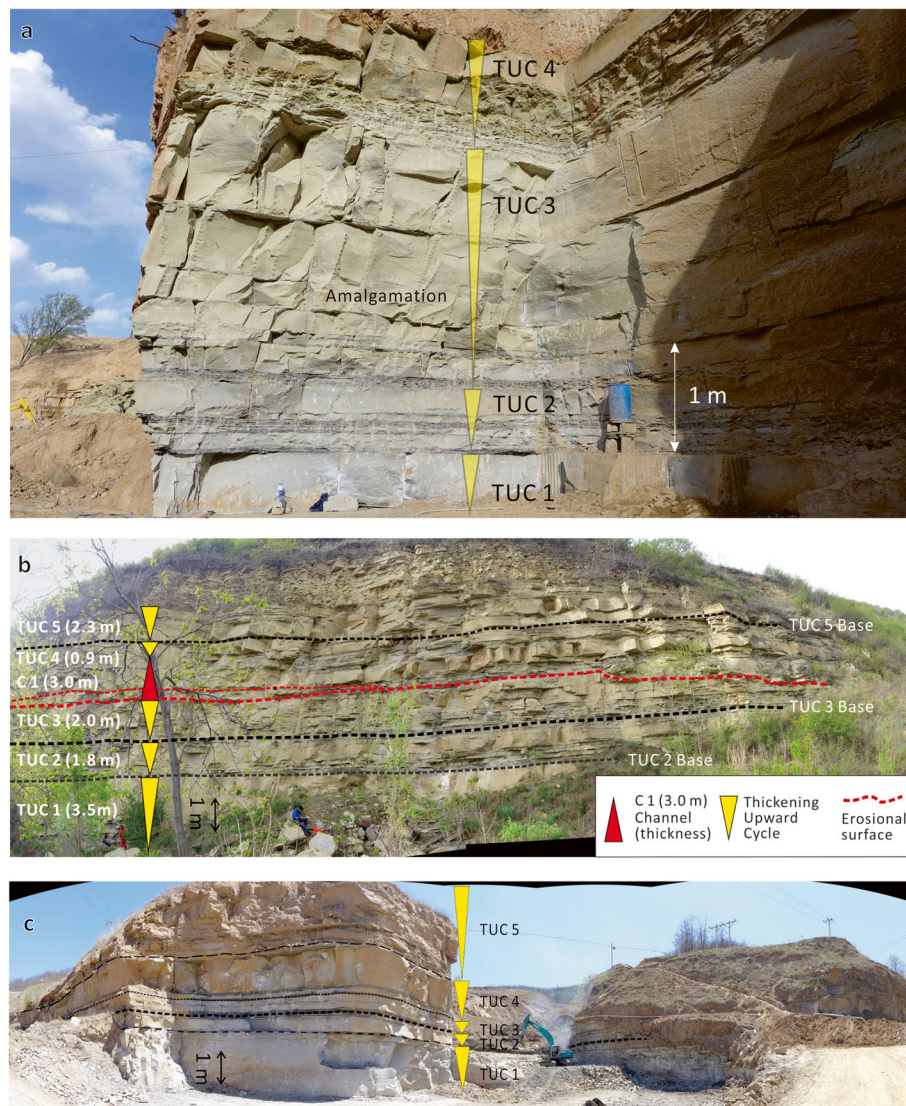 a
TUC 4
TUC 3
Amalgamation
TUC 2
1 m
TUC 1
b
TUC 5 (2.3 m)
TUC 5 Base
TUC 4 (0.9 m)
C 1 (3.0 m)
TUC 3 (2.0 m)
TUC 3 Base
TUC 2 (1.8 m)
TUC 2 Base
TUC 1 (3.5m)
1 m
C 1 (3.0 m)
Channel
(thickness)
Thickening
Upward
Cycle
Erosional
surface
c
TUC 5
TUC 4
TUC 3
TUC 2
1 m
TUC 1